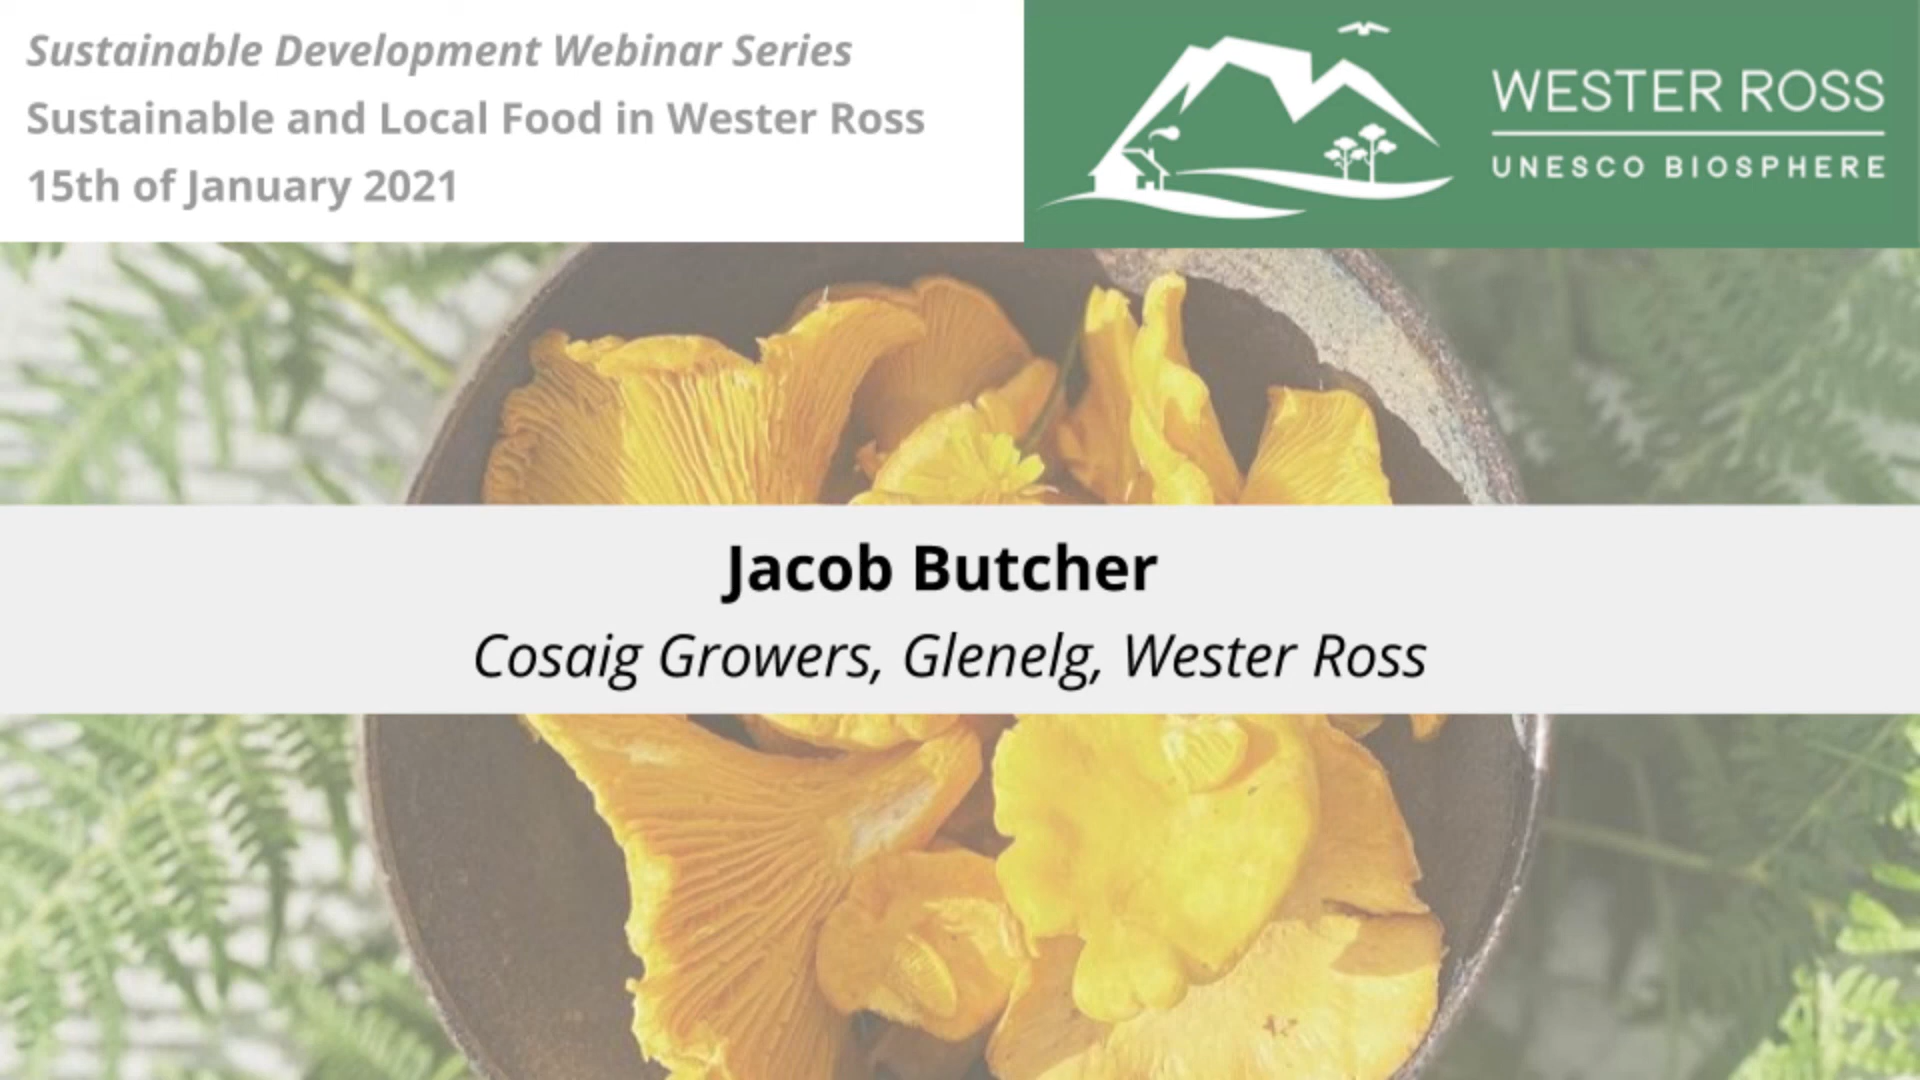 Sustainable Development Webinar Series
Sustainable and Local Food in Wester Ross
15th of January 2021
WESTER ROSS
UNESCO BIOSPHERE
Jacob Butcher
Cosaig Growers, Glenelg, Wester Ross